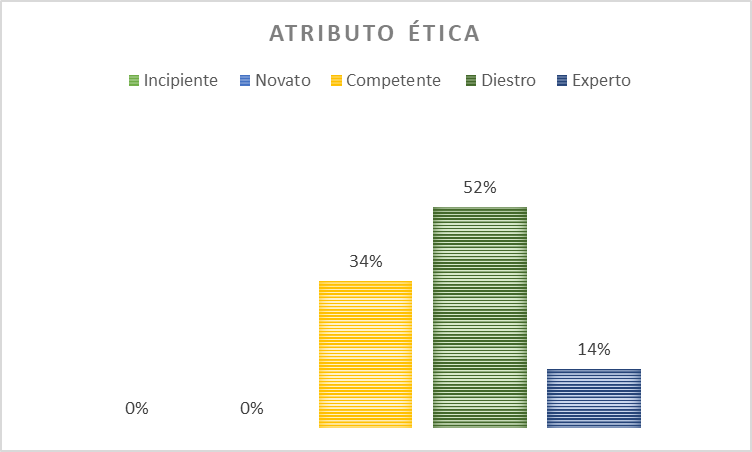 ATRIBUTO ÉTICA
Incipiente Novato Competente Diestro Experto
52%
34%
14%
0% 0%